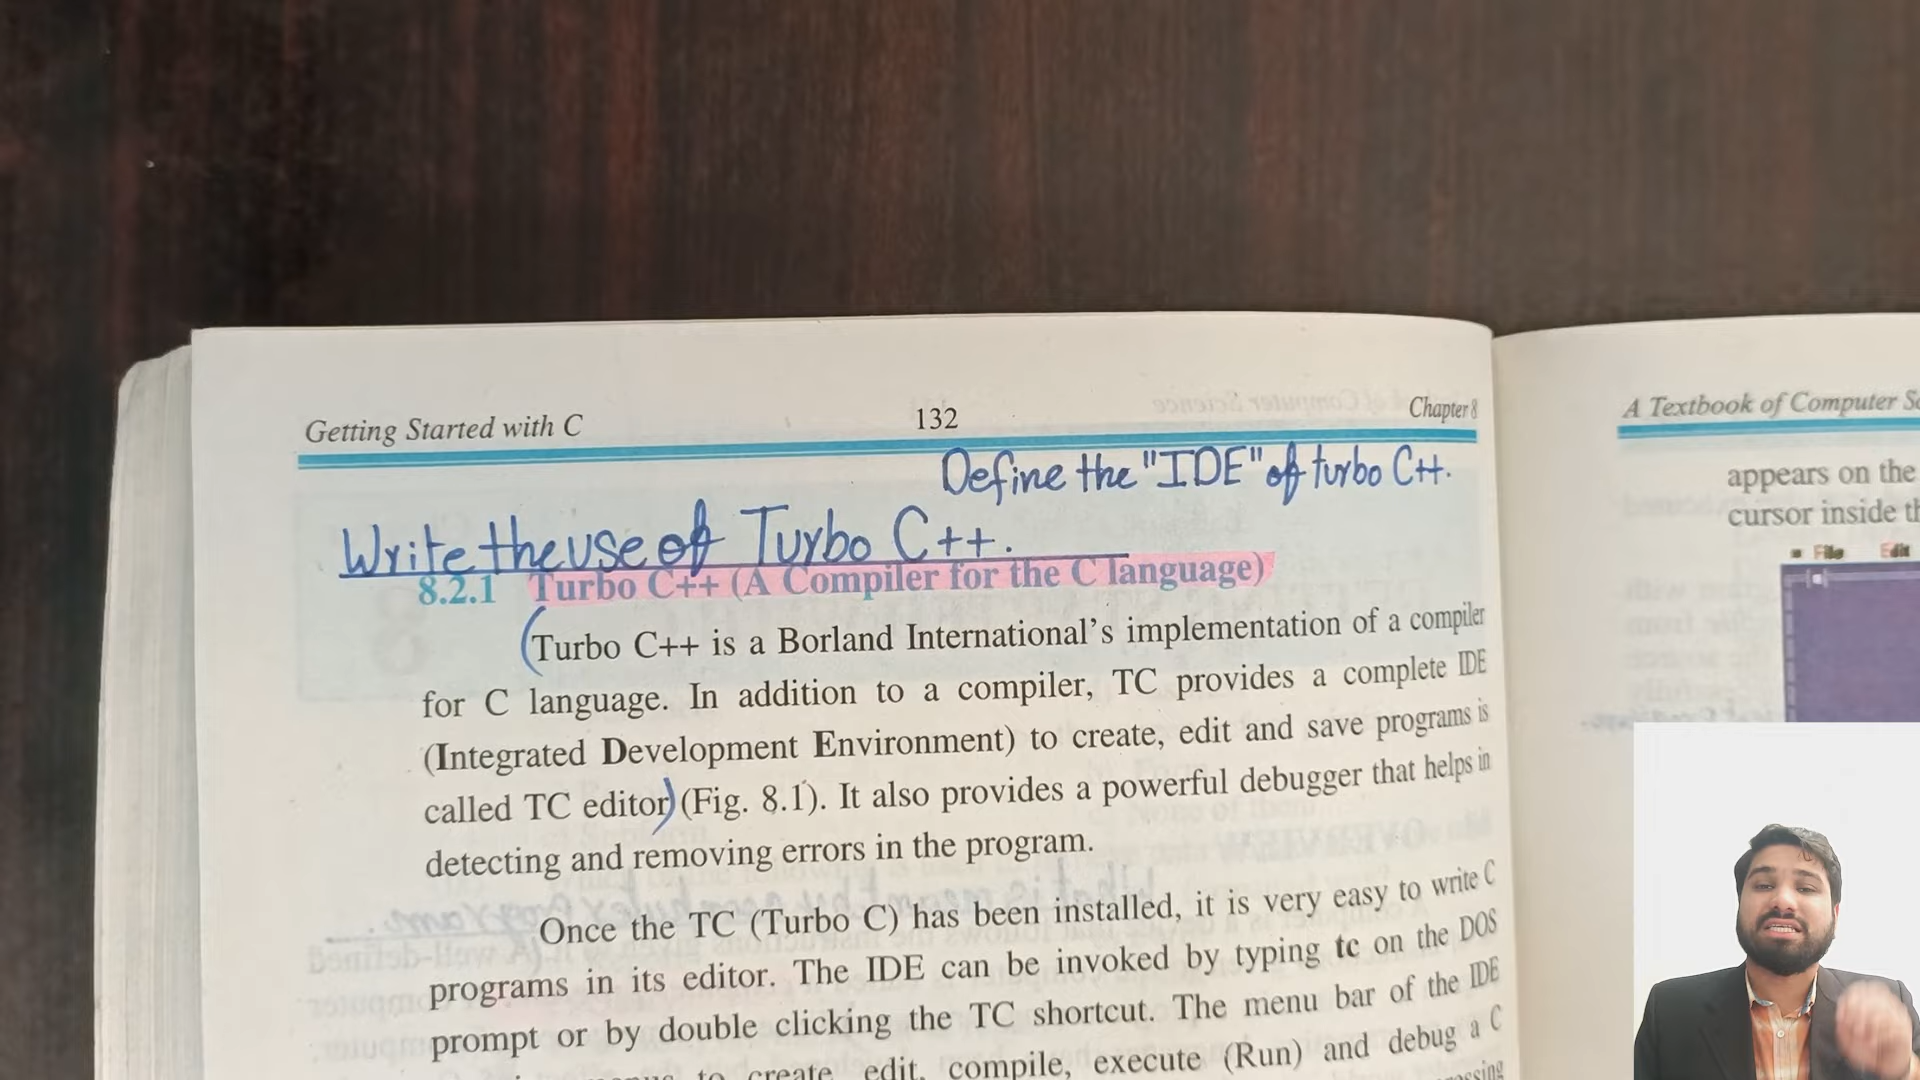 Getting Started with C 132 Chapter 8
Define the "IDE" of turbo C++.
Write the use of Turbo C++.
8.2.1 Turbo C++ (A Compiler for the C language)
Turbo C++ is a Borland International's implementation of a compiler
for C language. In addition to a compiler, TC provides a complete IDE
(Integrated Development Environment) to create, edit and save programs is
called TC editor) (Fig. 8.1). It also provides a powerful debugger that helps in
detecting and removing errors in the program.
Once the TC (Turbo C) has been installed, it is very easy to write C
programs in its editor. The IDE can be invoked by typing tc on the DOS
prompt or by double clicking the TC shortcut. The menu bar of the IDE
to create, edit, compile, execute (Run) and debug a C
A Textbook of Computer
appears on the
cursor inside
File Edit